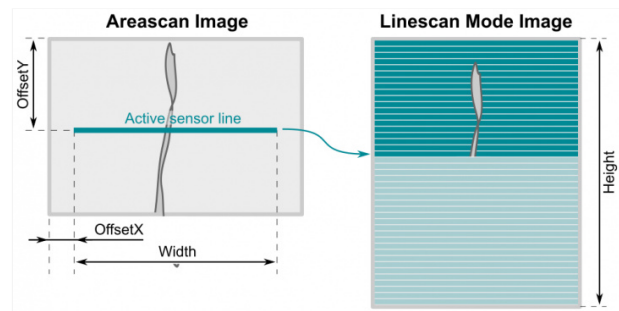 Areascan Image
Linescan Mode Image
OffsetY
Active sensor line
Height
OffsetX
Width